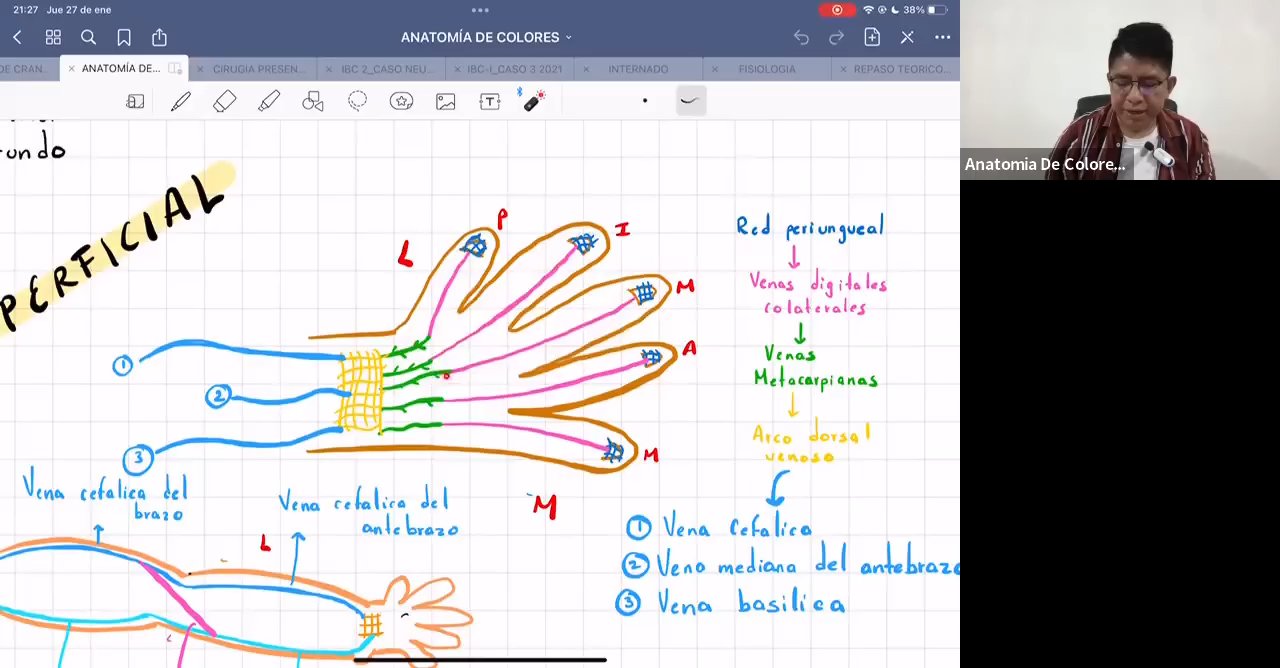 21:27 Jue 27 de ene
38%
ANATOMÍA DE COLORES
DE CRAN...
ANATOMÍA DE...
CIRUGIA PRESEN...
IBC 2_CASO NEU...
IBC-I_CASO 3 2021
INTERNADO
FISIOLOGIA
REPASO TEORICO...
Anatomia De Colore...
undo
PERFICIAL
L
P
I
M
A
M
M
Red periungueal
Venas digitales
colaterales
Venas
Metacarpianas
Arco dorsal
venoso
① Vena Cefalica
② Vena mediana del antebrazo
③ Vena basilica
①
②
③
Vena cefalica del
brazo
Vena cefalica del
antebrazo
L